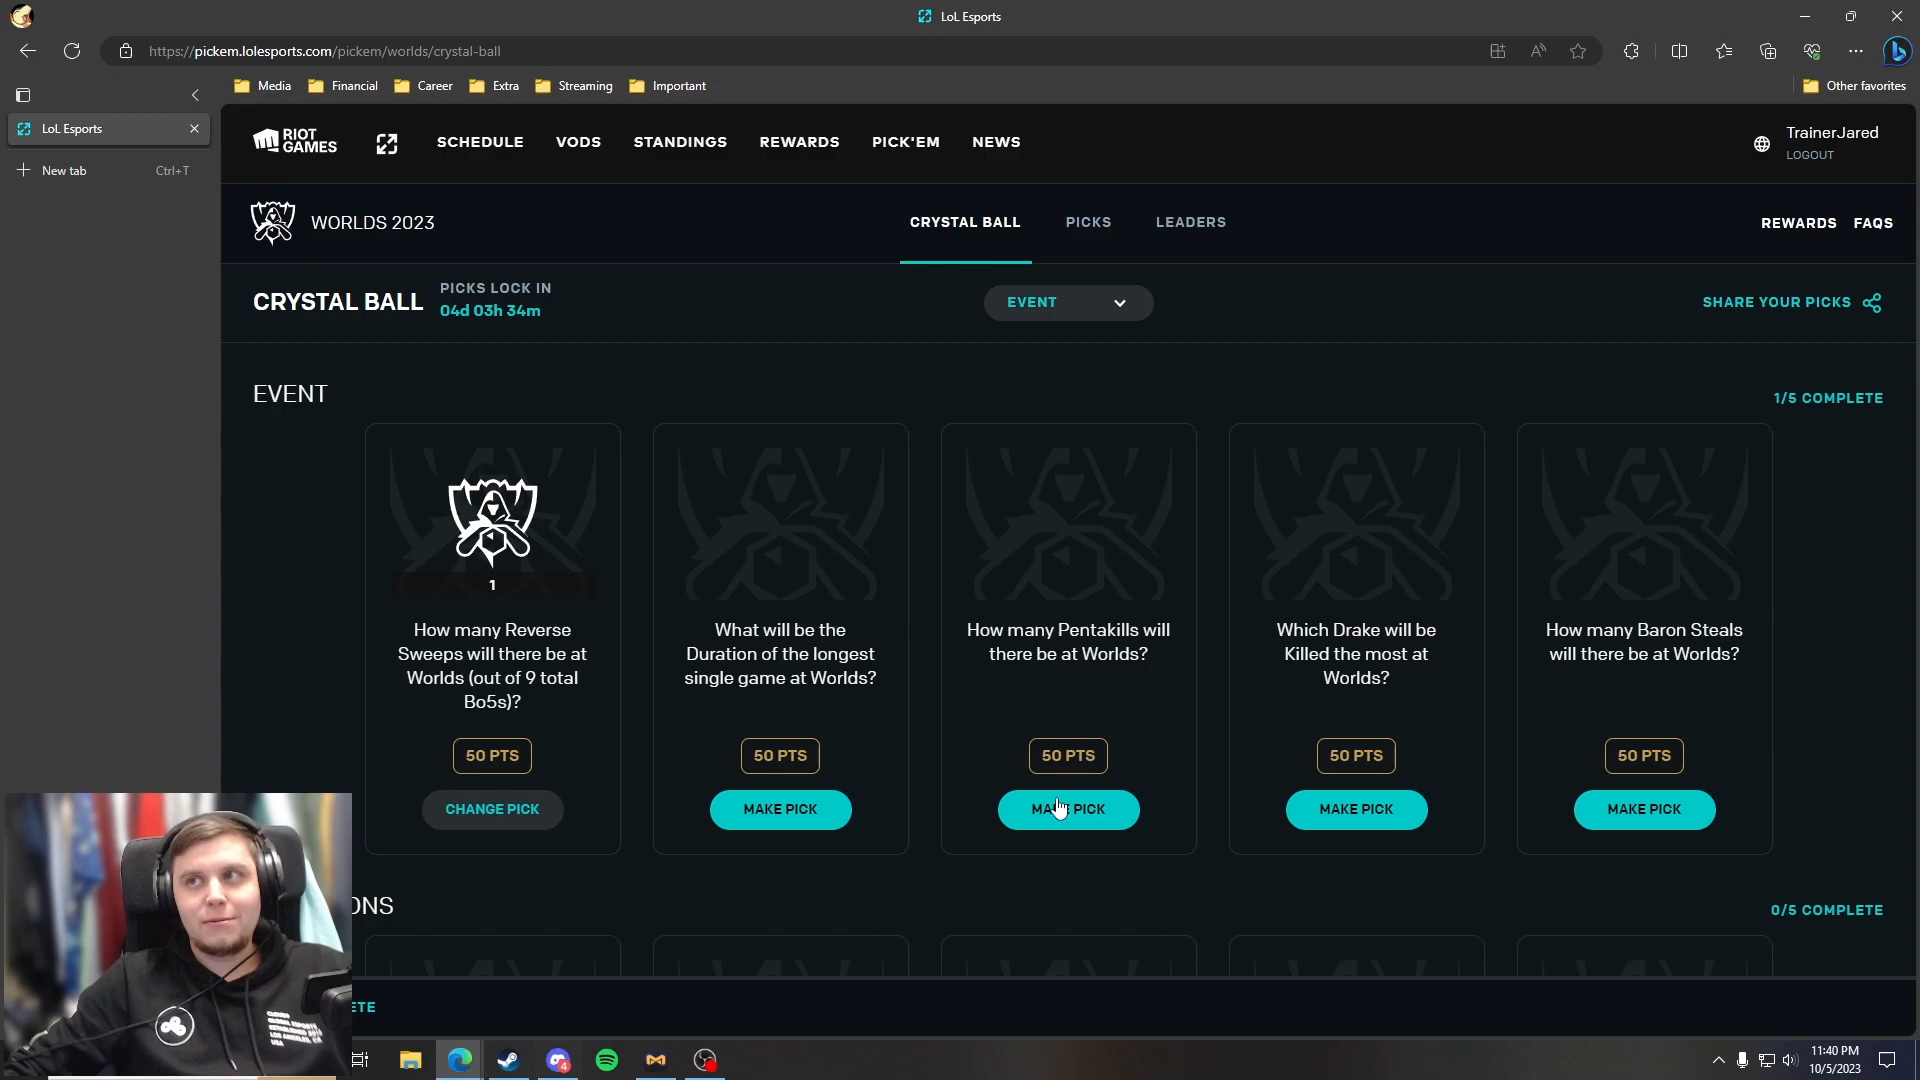 LoL Esports
https://pickem.lolesports.com/pickem/worlds/crystal-ball
Media Financial Career Extra Streaming Important Other favorites
LoL Esports
New tab Ctrl+T
RIOT GAMES SCHEDULE VODS STANDINGS REWARDS PICK'EM NEWS
TrainerJared
LOGOUT
WORLDS 2023 CRYSTAL BALL PICKS LEADERS REWARDS FAQS
CRYSTAL BALL
PICKS LOCK IN
04d 03h 34m
EVENT
SHARE YOUR PICKS
EVENT
1/5 COMPLETE
1
How many Reverse
Sweeps will there be at
Worlds (out of 9 total
Bo5s)?
50 PTS
CHANGE PICK
What will be the
Duration of the longest
single game at Worlds?
50 PTS
MAKE PICK
How many Pentakills will
there be at Worlds?
50 PTS
MAKE PICK
Which Drake will be
Killed the most at
Worlds?
50 PTS
MAKE PICK
How many Baron Steals
will there be at Worlds?
50 PTS
MAKE PICK
ONS
0/5 COMPLETE
ETE
4
11:40 PM
10/5/2023